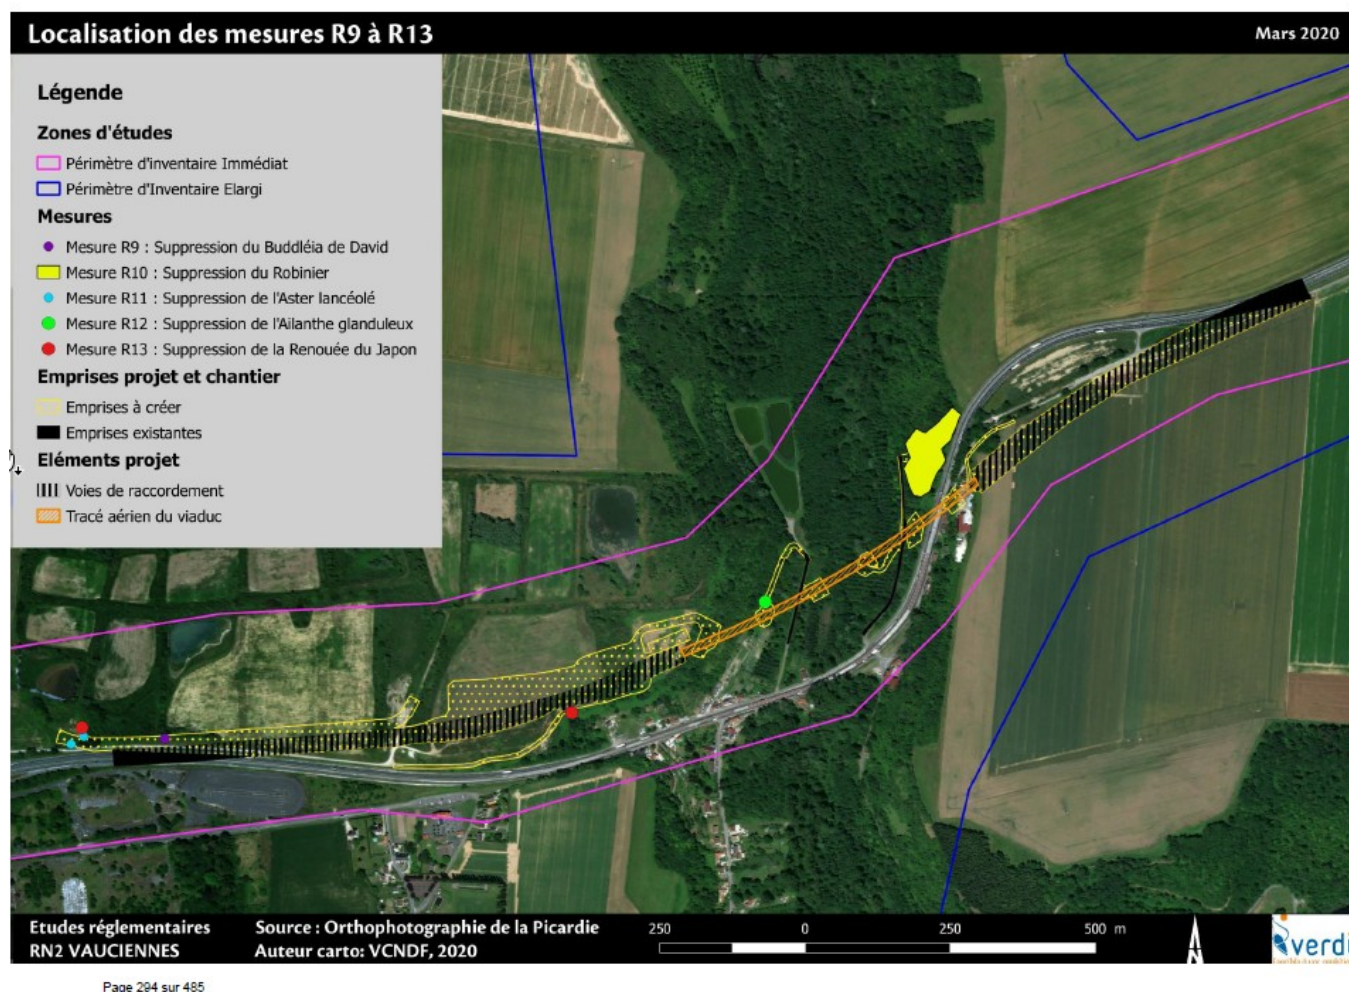 Localisation des mesures R9 à R13
Mars 2020
Légende
Zones d'études
Périmètre d'inventaire Immédiat
Périmètre d'Inventaire Elargi
Mesures
Mesure R9 : Suppression du Buddléia de David
Mesure R10 : Suppression du Robinier
Mesure R11 : Suppression de l'Aster lancéolé
Mesure R12 : Suppression de l'Ailanthe glanduleux
Mesure R13 : Suppression de la Renouée du Japon
Emprises projet et chantier
Emprises à créer
Emprises existantes
Eléments projet
Voies de raccordement
Tracé aérien du viaduc
Etudes réglementaires
RN2 VAUCIENNES
Source : Orthophotographie de la Picardie
Auteur carto: VCNDF, 2020
250 0 250 500 m
N
verdi
Page 294 sur 485